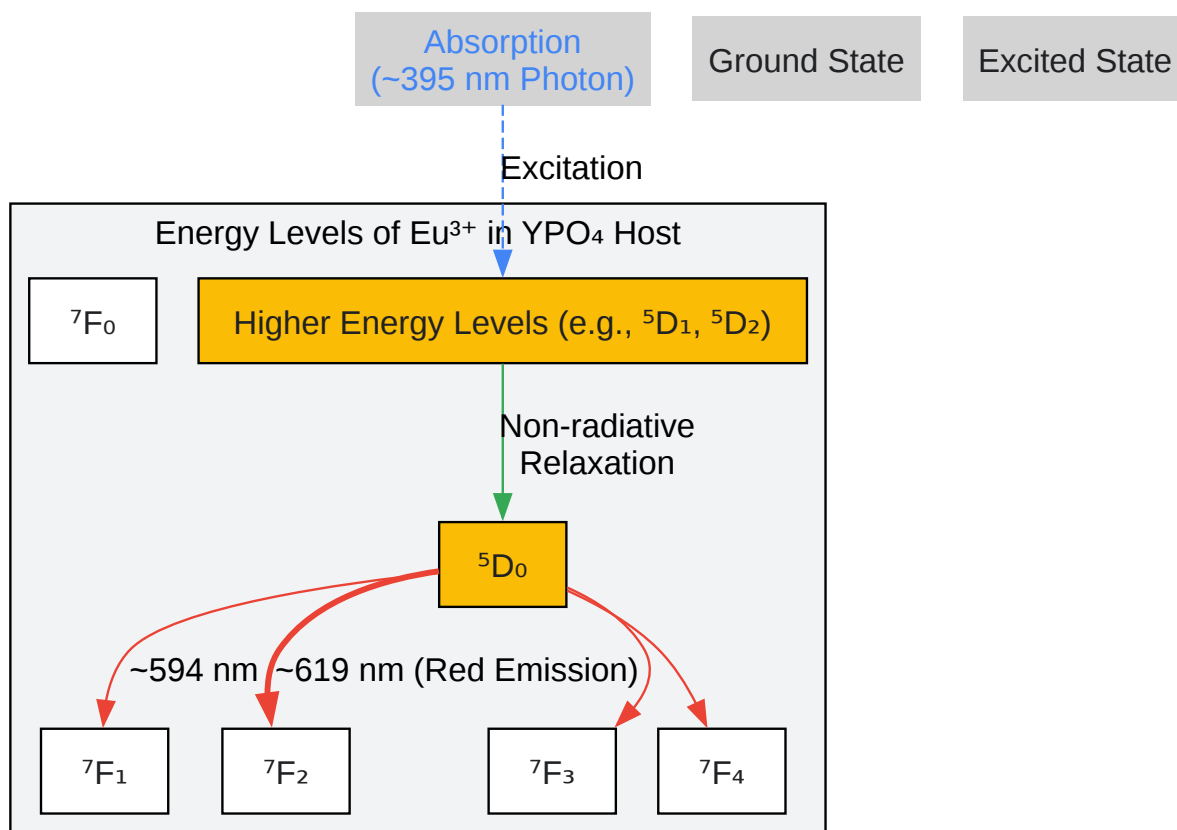 Absorption
(~395 nm Photon)
Ground State
Excited State
Excitation
Energy Levels of Eu³⁺ in YPO₄ Host
⁷F₀
Higher Energy Levels (e.g., ⁵D₁, ⁵D₂)
Non-radiative
Relaxation
⁵D₀
~594 nm
~619 nm (Red Emission)
⁷F₁
⁷F₂
⁷F₃
⁷F₄